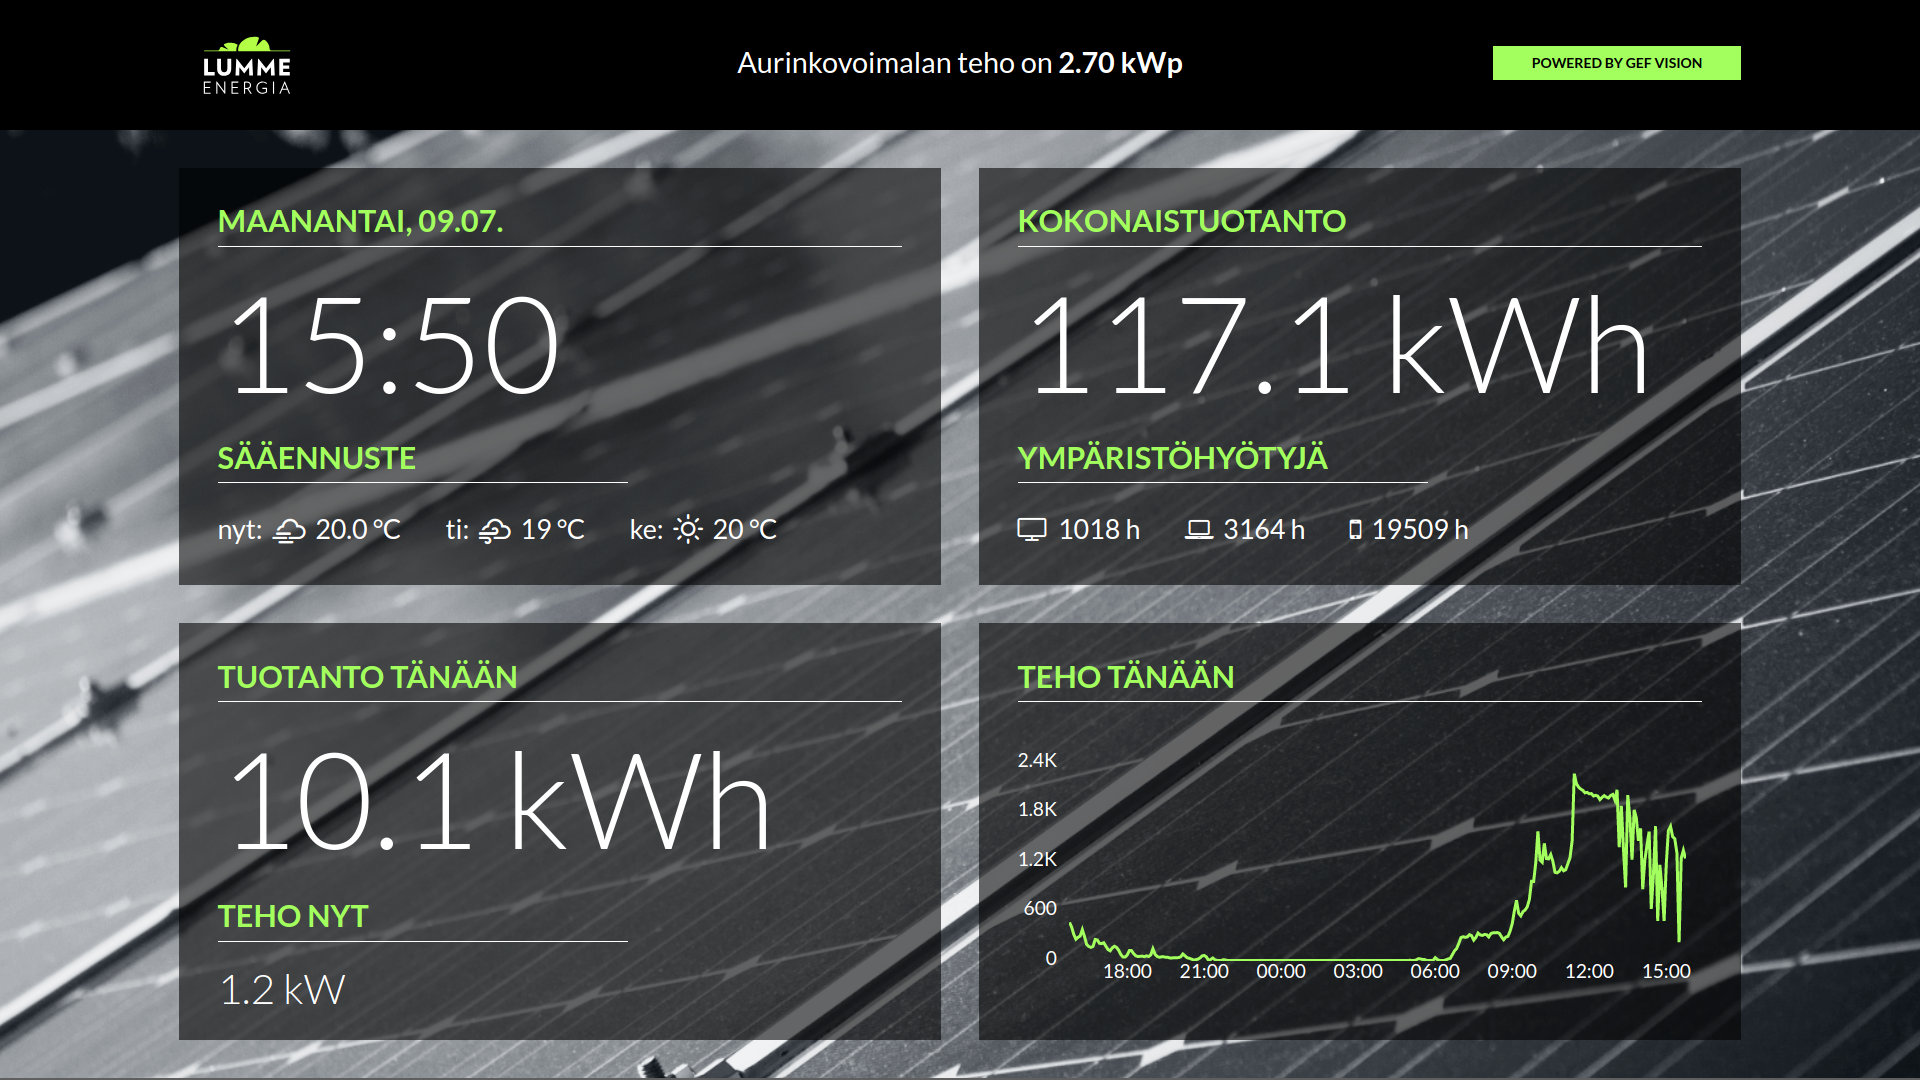 LUMME
ENERGIA
Aurinkovoimalan teho on 2.70 kWp
POWERED BY GEF VISION
MAANANTAI, 09.07.
15:50
SÄÄENNUSTE
nyt: 20.0 °C ti: 19 °C ke: 20 °C
KOKONAISTUOTANTO
117.1 kWh
YMPÄRISTÖHYÖTYJÄ
1018 h 3164 h 19509 h
TUOTANTO TÄNÄÄN
10.1 kWh
TEHO NYT
1.2 kW
TEHO TÄNÄÄN
2.4K
1.8K
1.2K
600
0
18:00 21:00 00:00 03:00 06:00 09:00 12:00 15:00